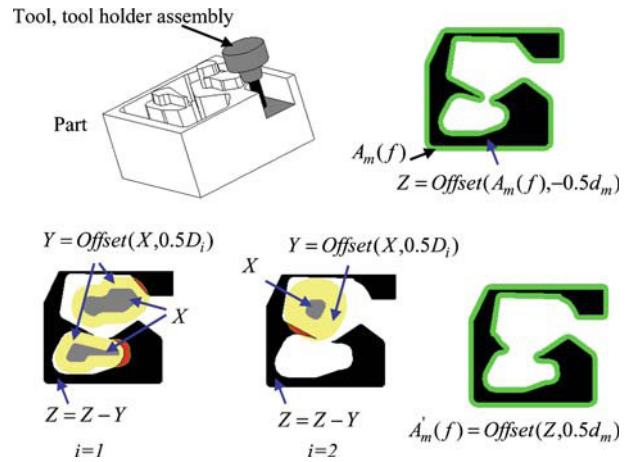 Tool, tool holder assembly
Part
A_m(f)
Z = Offset(A_m(f),−0.5d_m)
Y = Offset(X,0.5D_i)
X
Z = Z − Y
i=1
Y = Offset(X,0.5D_i)
X
Z = Z − Y
i=2
A'_m(f) = Offset(Z,0.5d_m)